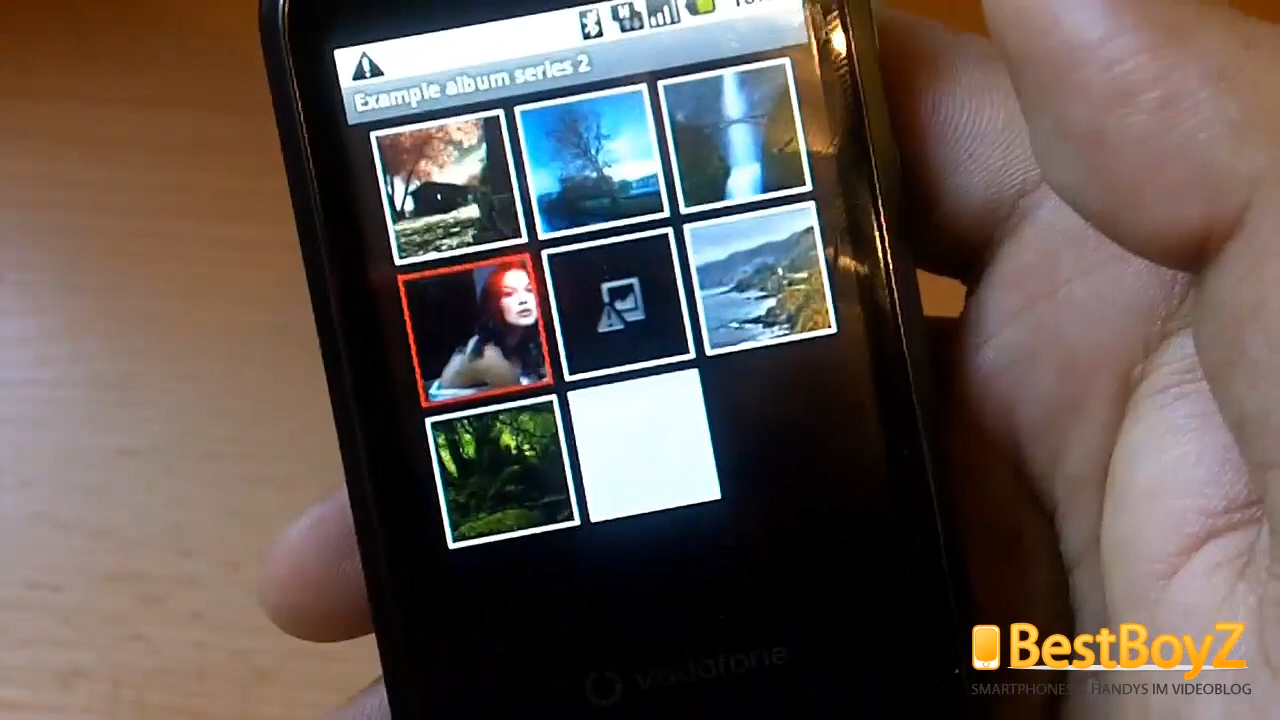 Example album series 2
vodafone
BestBoyZ
SMARTPHONES & HANDYS IM VIDEOBLOG